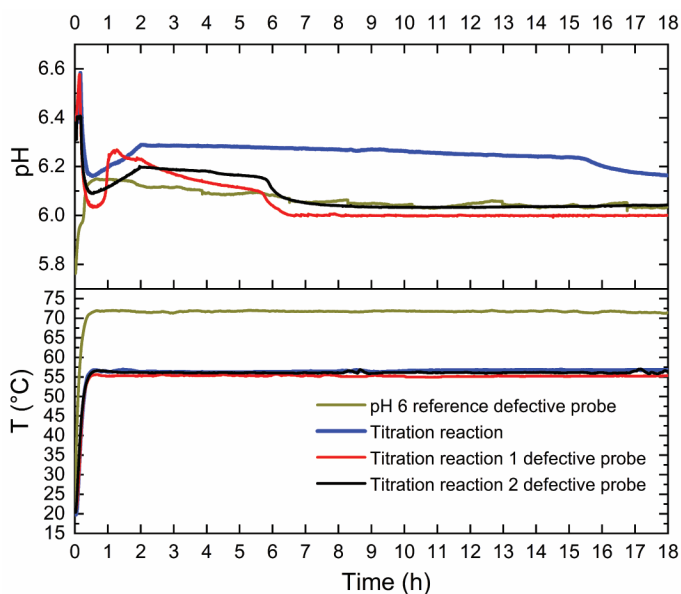 0 1 2 3 4 5 6 7 8 9 10 11 12 13 14 15 16 17 18
6.6
6.4
pH
6.2
6.0
5.8
75
70
65
60
55
T (°C)
50
45
40
35
30
25
20
15
pH 6 reference defective probe
Titration reaction
Titration reaction 1 defective probe
Titration reaction 2 defective probe
0 1 2 3 4 5 6 7 8 9 10 11 12 13 14 15 16 17 18
Time (h)